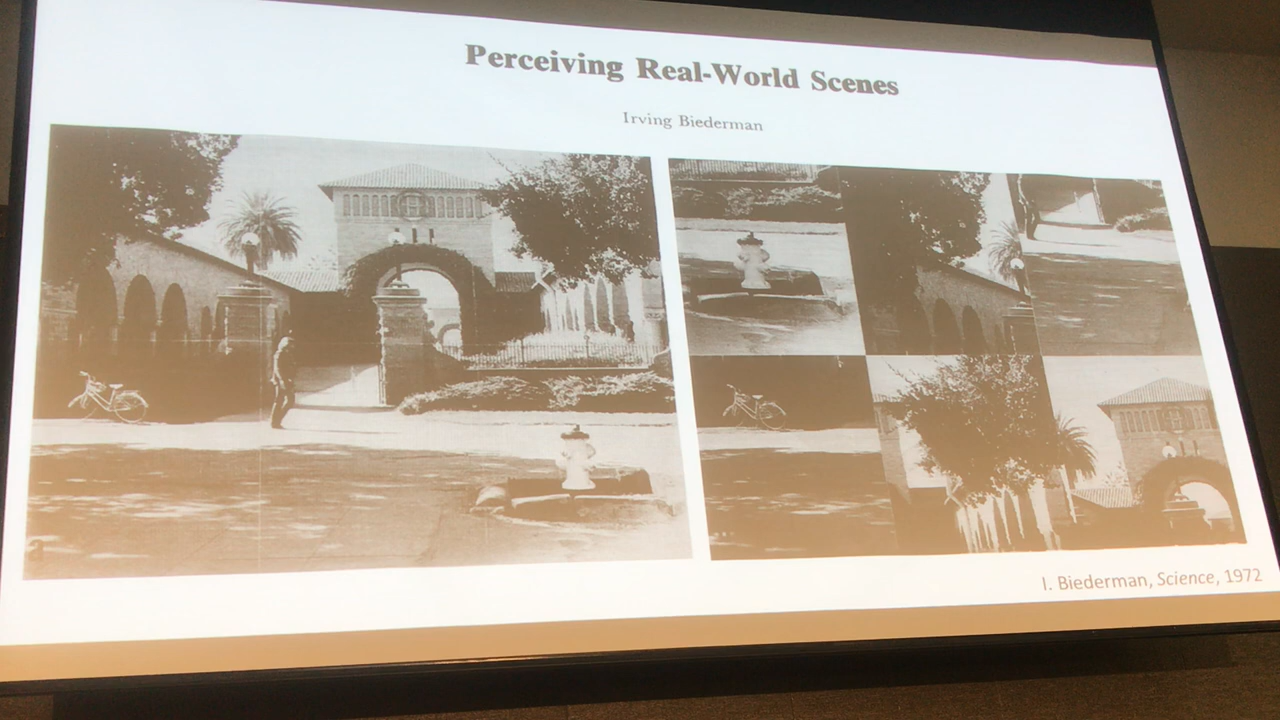 Perceiving Real-World Scenes
Irving Biederman
I. Biederman, Science, 1972